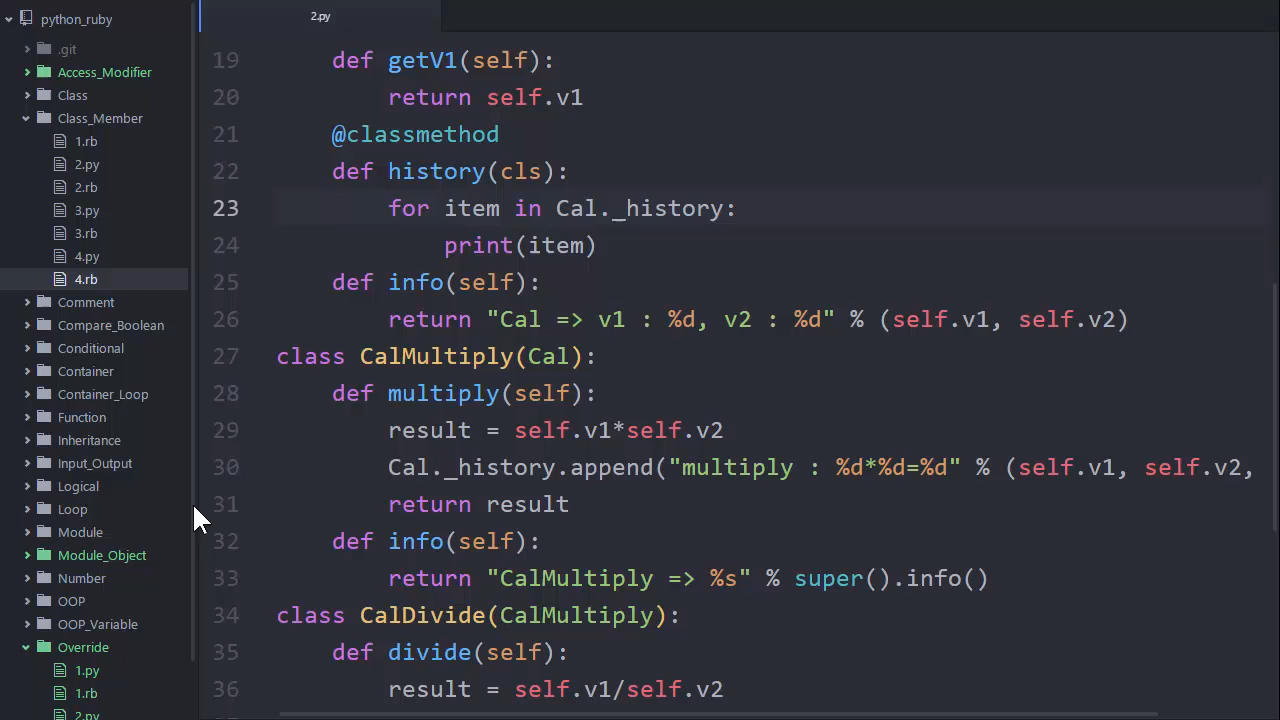 python_ruby
.git
Access_Modifier
Class
Class_Member
1.rb
2.py
2.rb
3.py
3.rb
4.py
4.rb
Comment
Compare_Boolean
Conditional
Container
Container_Loop
Function
Inheritance
Input_Output
Logical
Loop
Module
Module_Object
Number
OOP
OOP_Variable
Override
1.py
1.rb
2.py
2.py
19 def getV1(self):
20 return self.v1
21 @classmethod
22 def history(cls):
23 for item in Cal._history:
24 print(item)
25 def info(self):
26 return "Cal => v1 : %d, v2 : %d" % (self.v1, self.v2)
27 class CalMultiply(Cal):
28 def multiply(self):
29 result = self.v1*self.v2
30 Cal._history.append("multiply : %d*%d=%d" % (self.v1, self.v2,
31 return result
32 def info(self):
33 return "CalMultiply => %s" % super().info()
34 class CalDivide(CalMultiply):
35 def divide(self):
36 result = self.v1/self.v2